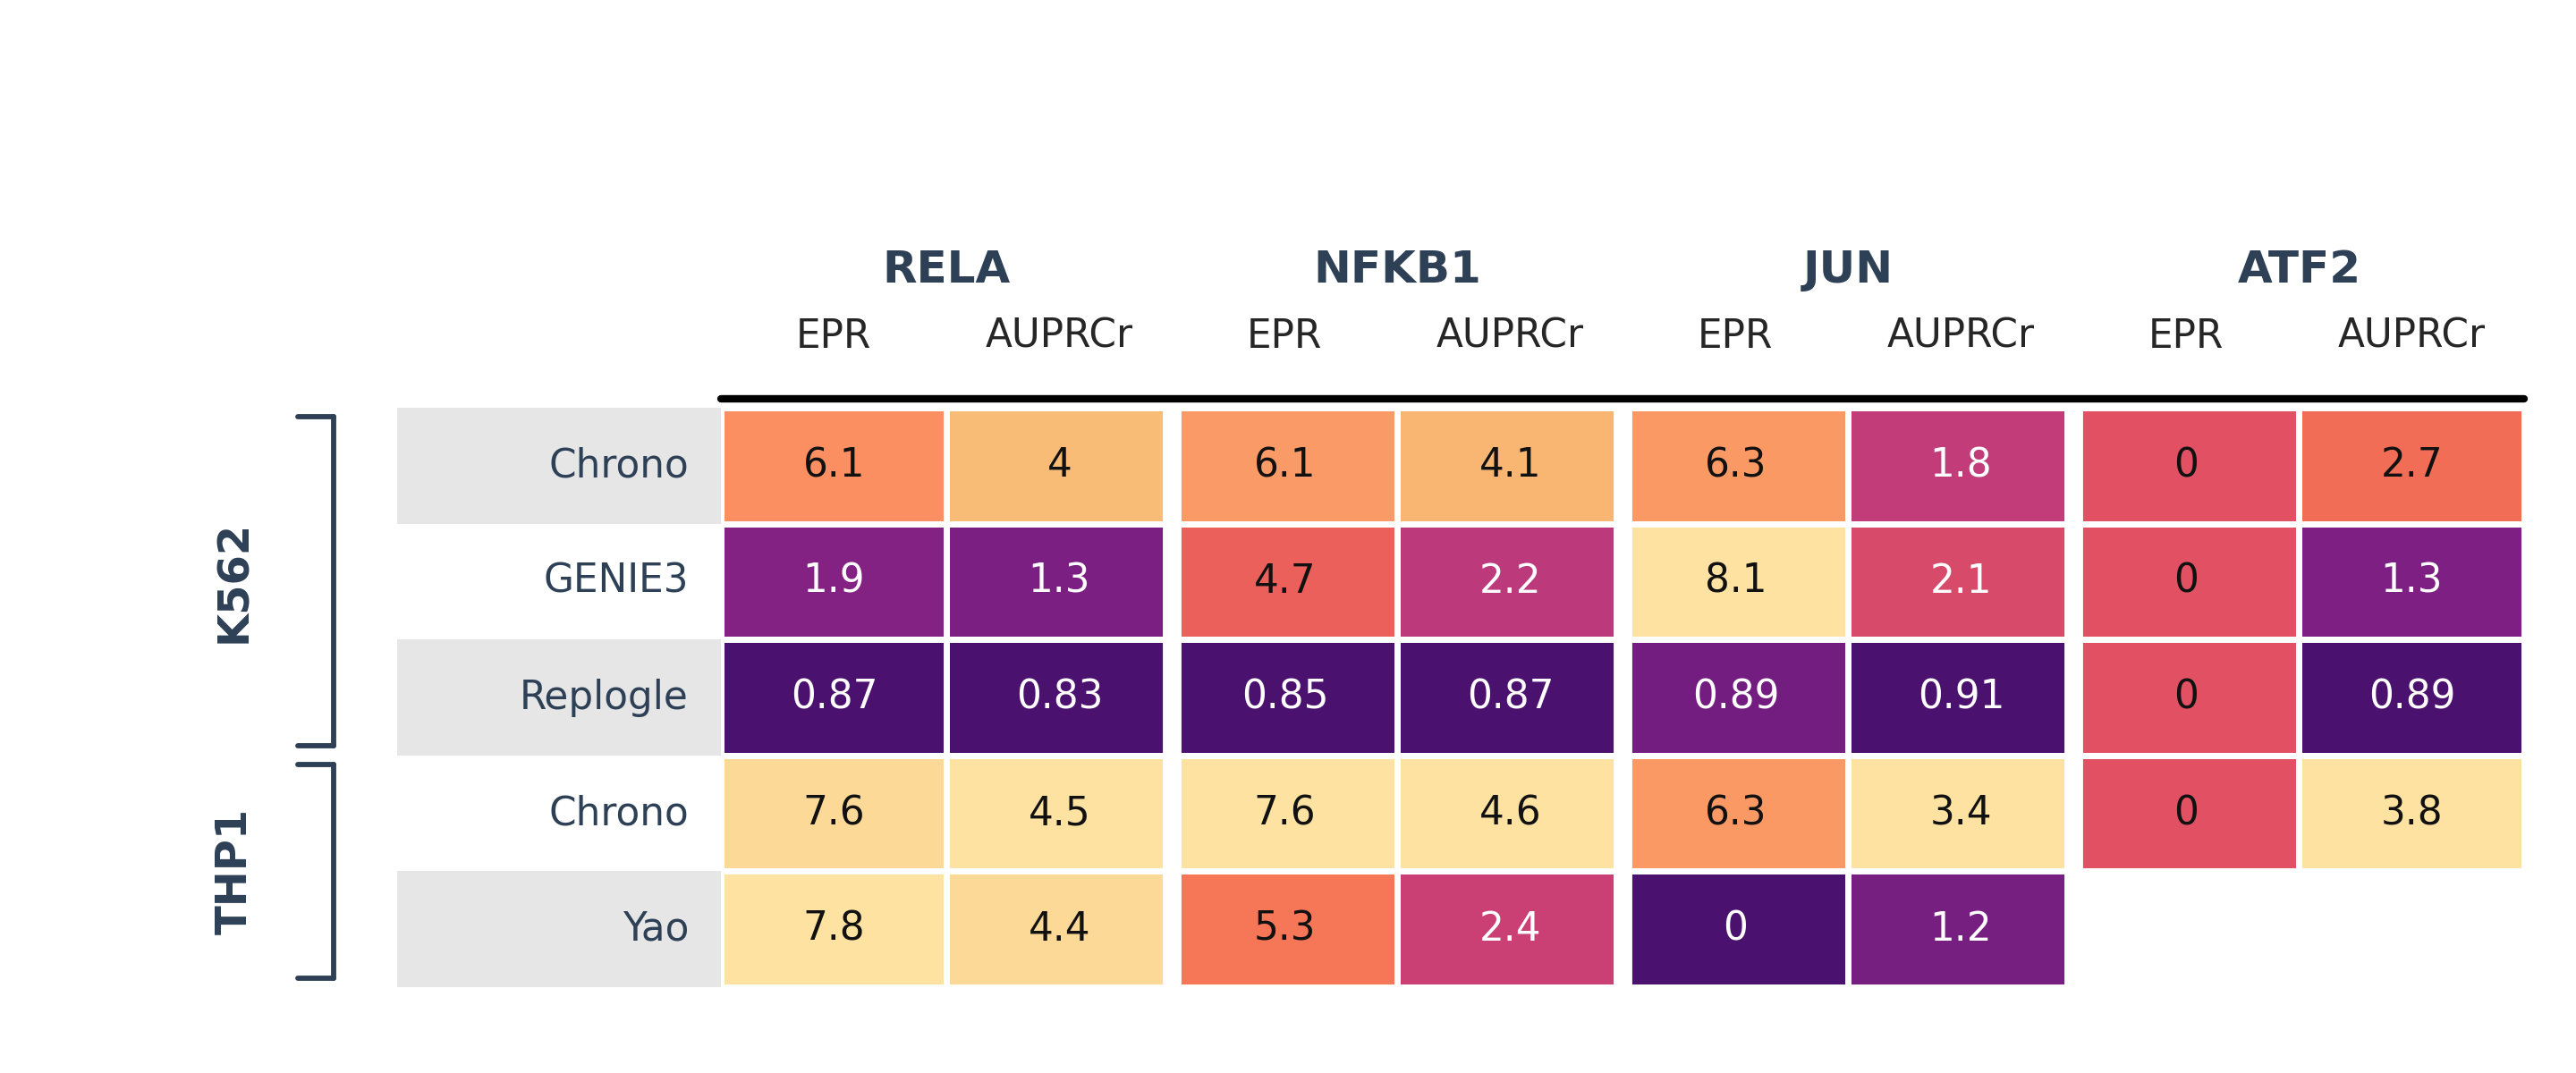 RELA NFKB1 JUN ATF2
EPR AUPRCr EPR AUPRCr EPR AUPRCr EPR AUPRCr
K562
Chrono 6.1 4 6.1 4.1 6.3 1.8 0 2.7
GENIE3 1.9 1.3 4.7 2.2 8.1 2.1 0 1.3
Replogle 0.87 0.83 0.85 0.87 0.89 0.91 0 0.89
THP1
Chrono 7.6 4.5 7.6 4.6 6.3 3.4 0 3.8
Yao 7.8 4.4 5.3 2.4 0 1.2